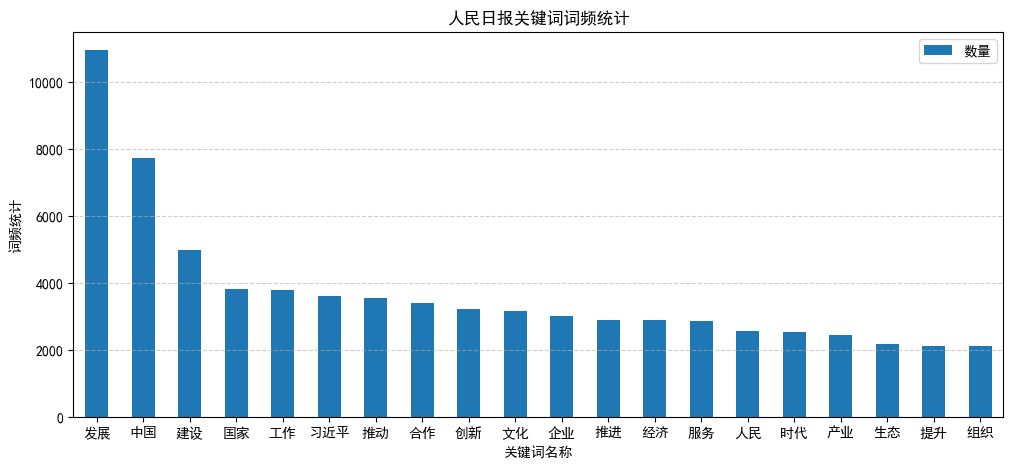 人民日报关键词词频统计
数量
词频统计
10000
8000
6000
4000
2000
0
发展 中国 建设 国家 工作 习近平 推动 合作 创新 文化 企业 推进 经济 服务 人民 时代 产业 生态 提升 组织
关键词名称